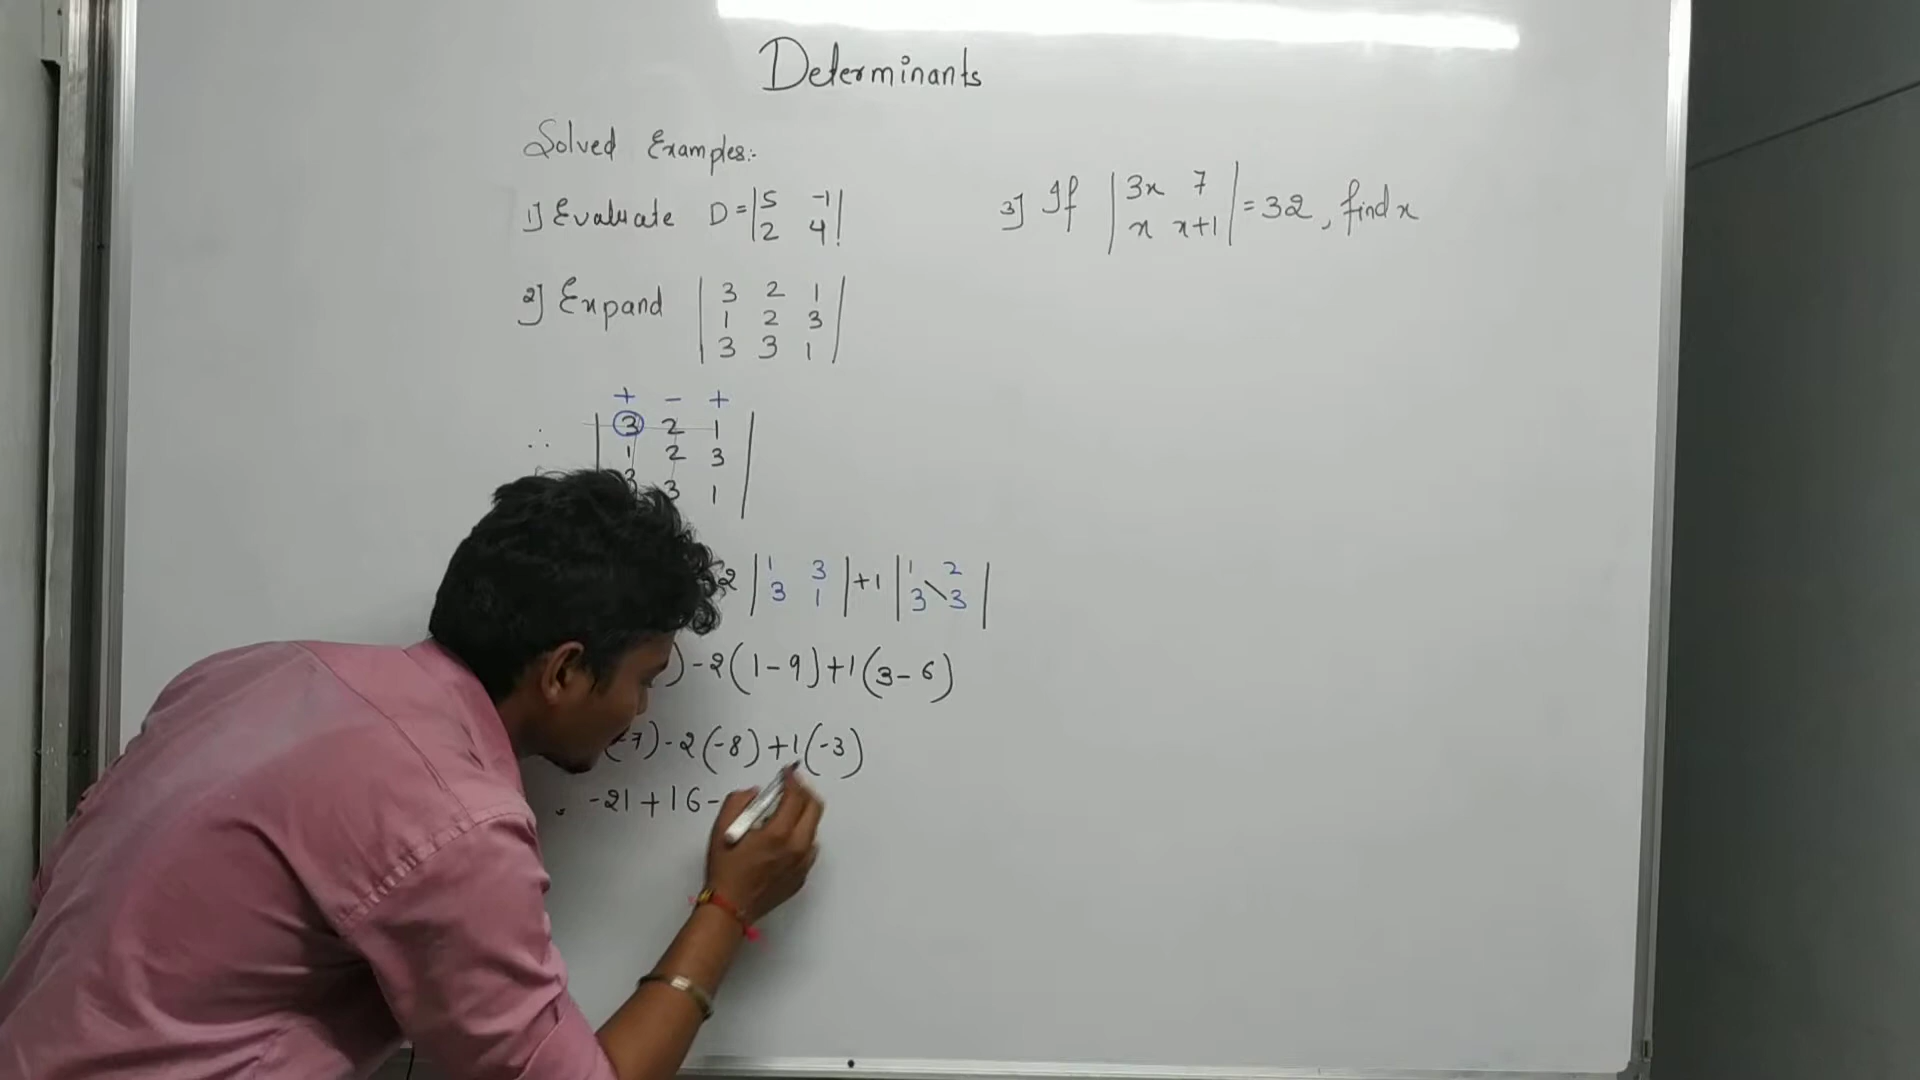 Determinants
Solved Examples:-
1] Evaluate D = | 5 -1 |
| 2 4 |
2] Expand | 3 2 1 |
| 1 2 3 |
| 3 3 1 |
+ - +
∴ | 3 2 1 |
| 1 2 3 |
3 3 1 |
2 | 1 3 | +1 | 1 2 |
| 3 1 | | 3 3 |
) -2 (1-9) +1 (3-6)
(-7) -2 (-8) +1 (-3)
-21 + 16 -
3] If | 3x 7 | = 32, find x
| x x+1 |